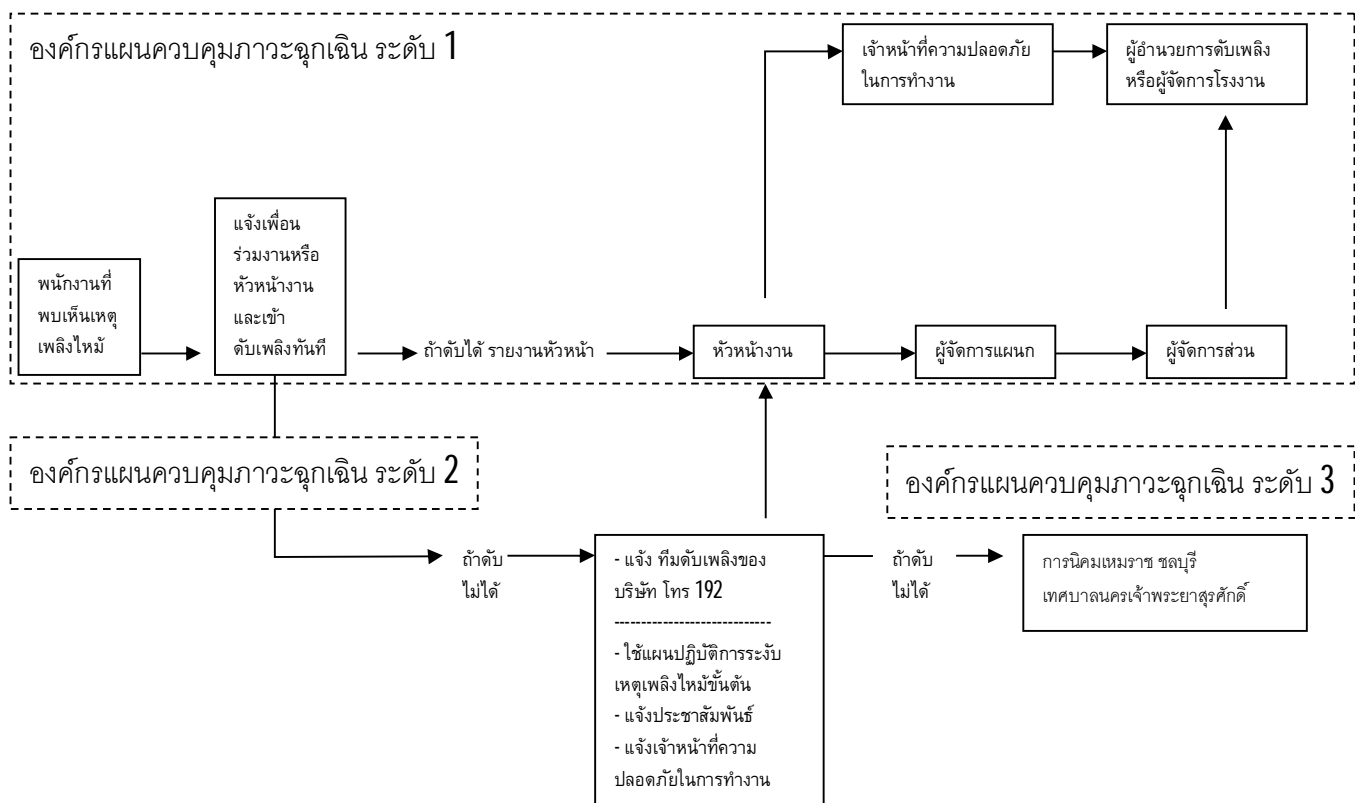 องค์กรแผนควบคุมภาวะฉุกเฉิน ระดับ 1
เจ้าหน้าที่ความปลอดภัย
ในการทำงาน
ผู้อำนวยการดับเพลิง
หรือผู้จัดการโรงงาน
พนักงานที่
พบเห็นเหตุ
เพลิงไหม้
แจ้งเพื่อน
ร่วมงานหรือ
หัวหน้างาน
และเข้า
ดับเพลิงทันที
ถ้าดับได้ รายงานหัวหน้า
หัวหน้างาน
ผู้จัดการแผนก
ผู้จัดการส่วน
องค์กรแผนควบคุมภาวะฉุกเฉิน ระดับ 2
องค์กรแผนควบคุมภาวะฉุกเฉิน ระดับ 3
ถ้าดับ
ไม่ได้
- แจ้ง ทีมดับเพลิงของ
บริษัท โทร 192
----------------------------
- ใช้แผนปฏิบัติการระงับ
เหตุเพลิงไหม้ขั้นต้น
- แจ้งประชาสัมพันธ์
- แจ้งเจ้าหน้าที่ความ
ปลอดภัยในการทำงาน
ถ้าดับ
ไม่ได้
การนิคมเหมราช ชลบุรี
เทศบาลนครเจ้าพระยาสุรศักดิ์